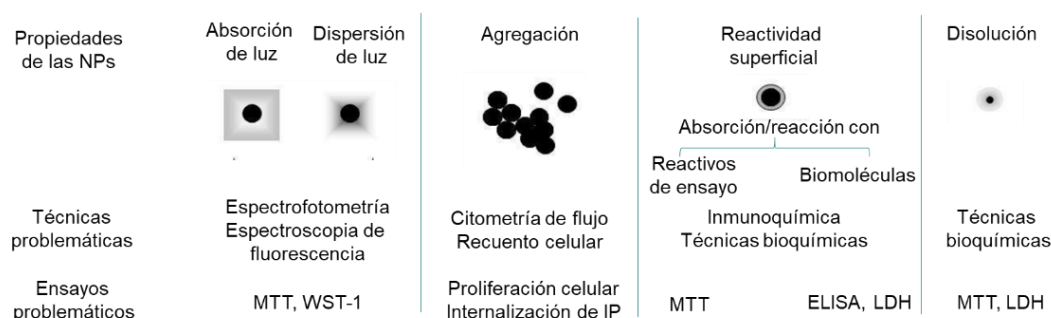 Propiedades
de las NPs
Absorción
de luz
Dispersión
de luz
Agregación
Reactividad
superficial
Disolución
Absorción/reacción con
Reactivos
de ensayo
Biomoléculas
Técnicas
problemáticas
Espectrofotometría
Espectroscopia de
fluorescencia
Citometría de flujo
Recuento celular
Inmunoquímica
Técnicas bioquímicas
Técnicas
bioquímicas
Ensayos
problemáticos
MTT, WST-1
Proliferación celular
Internalización de IP
MTT
ELISA, LDH
MTT, LDH